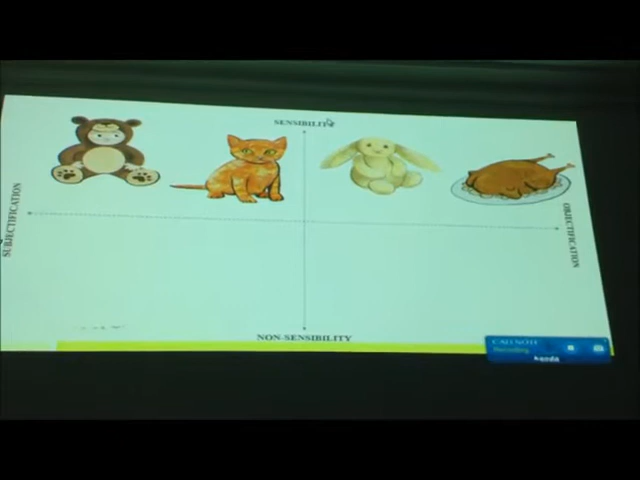 SENSIBILITY
SUBJECTIFICATION
OBJECTIFICATION
NON-SENSIBILITY